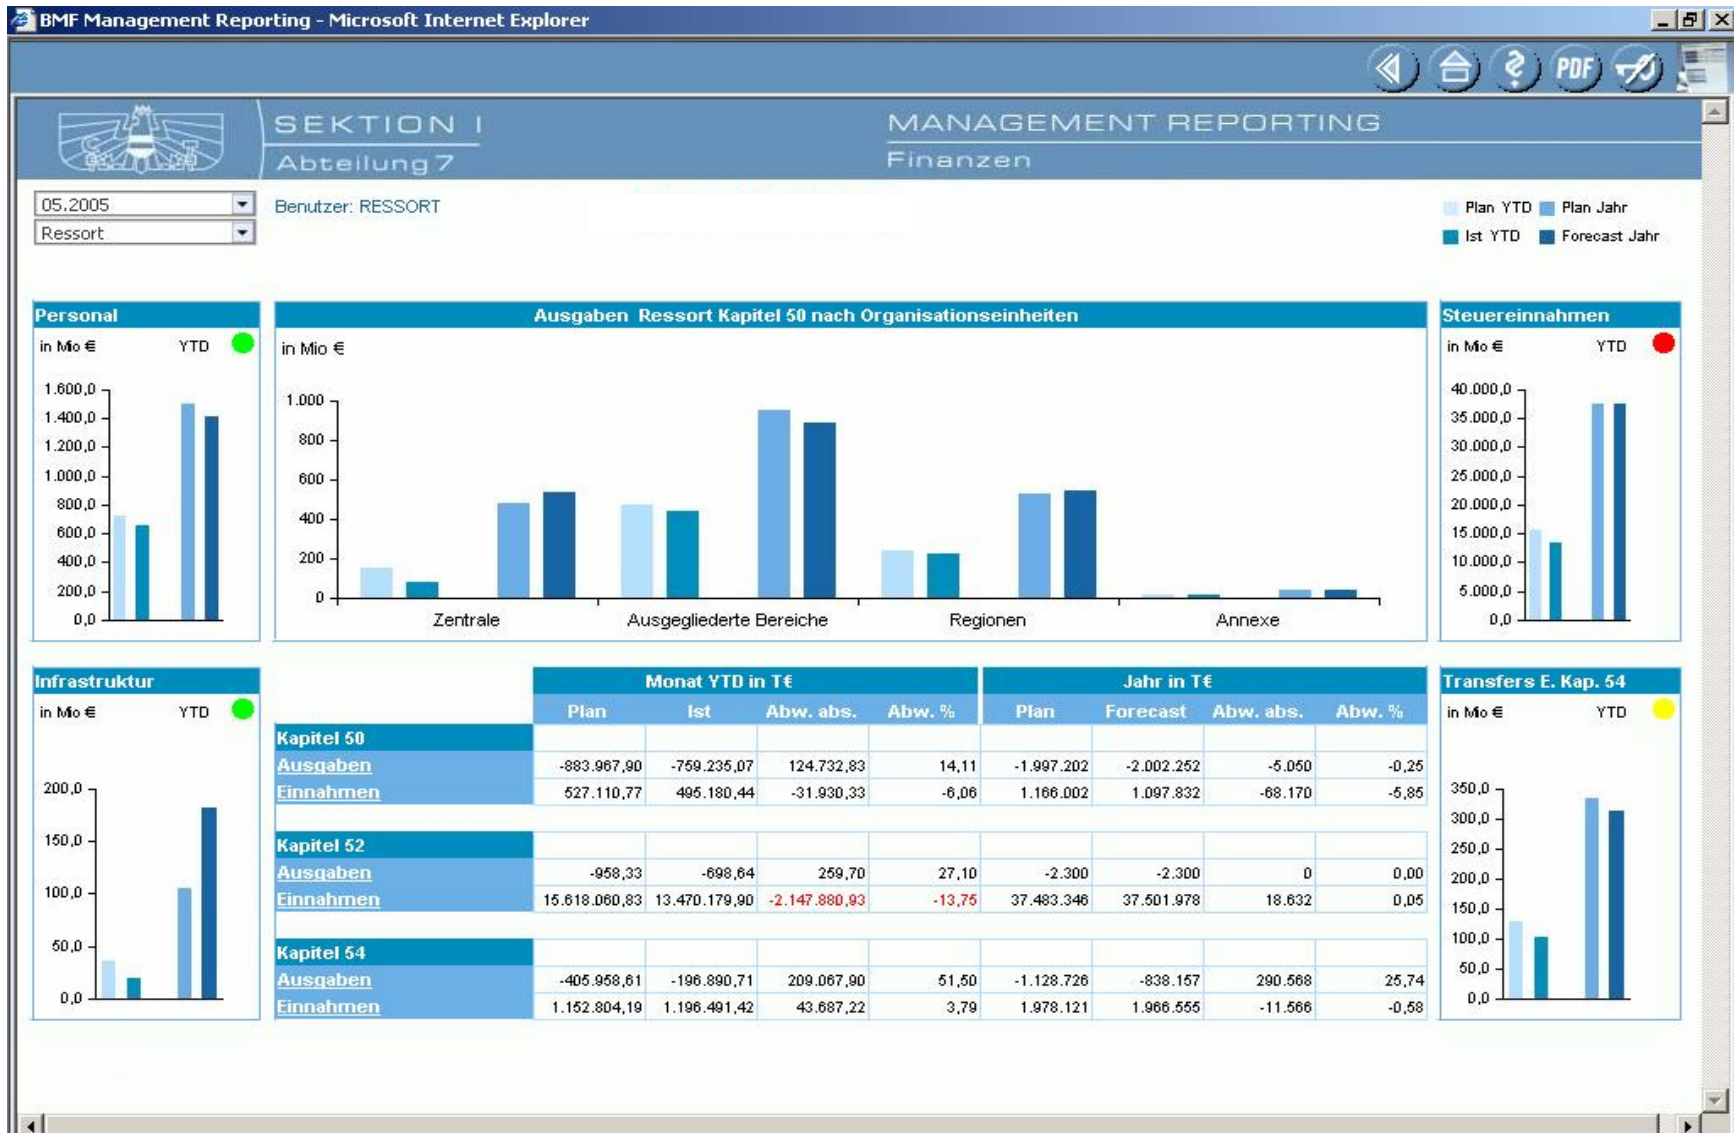 BMF Management Reporting - Microsoft Internet Explorer
PDF
SEKTION I
Abteilung 7
MANAGEMENT REPORTING
Finanzen
05.2005
Ressort
Benutzer: RESSORT
Plan YTD Plan Jahr
Ist YTD Forecast Jahr
Personal
in Mio € YTD
1.600,0
1.400,0
1.200,0
1.000,0
800,0
600,0
400,0
200,0
0,0
Ausgaben Ressort Kapitel 50 nach Organisationseinheiten
in Mio €
1.000
800
600
400
200
0
Zentrale Ausgegliederte Bereiche Regionen Annexe
Steuereinnahmen
in Mio € YTD
40.000,0
35.000,0
30.000,0
25.000,0
20.000,0
15.000,0
10.000,0
5.000,0
0,0
Infrastruktur
in Mio € YTD
200,0
150,0
100,0
50,0
0,0
Monat YTD in T€ Jahr in T€
Plan Ist Abw. abs. Abw. % Plan Forecast Abw. abs. Abw. %
Kapitel 50
Ausgaben -883.967,90 -759.235,07 124.732,83 14,11 -1.997.202 -2.002.252 -5.050 -0,25
Einnahmen 527.110,77 495.180,44 -31.930,33 -6,06 1.166.002 1.097.832 -68.170 -5,85
Kapitel 52
Ausgaben -958,33 -698,64 259,70 27,10 -2.300 -2.300 0 0,00
Einnahmen 15.618.060,83 13.470.179,90 -2.147.880,93 -13,75 37.483.346 37.501.978 18.632 0,05
Kapitel 54
Ausgaben -405.958,61 -196.890,71 209.067,90 51,50 -1.128.726 -838.157 290.568 25,74
Einnahmen 1.152.804,19 1.196.491,42 43.687,22 3,79 1.978.121 1.966.555 -11.566 -0,58
Transfers E. Kap. 54
in Mio € YTD
350,0
300,0
250,0
200,0
150,0
100,0
50,0
0,0